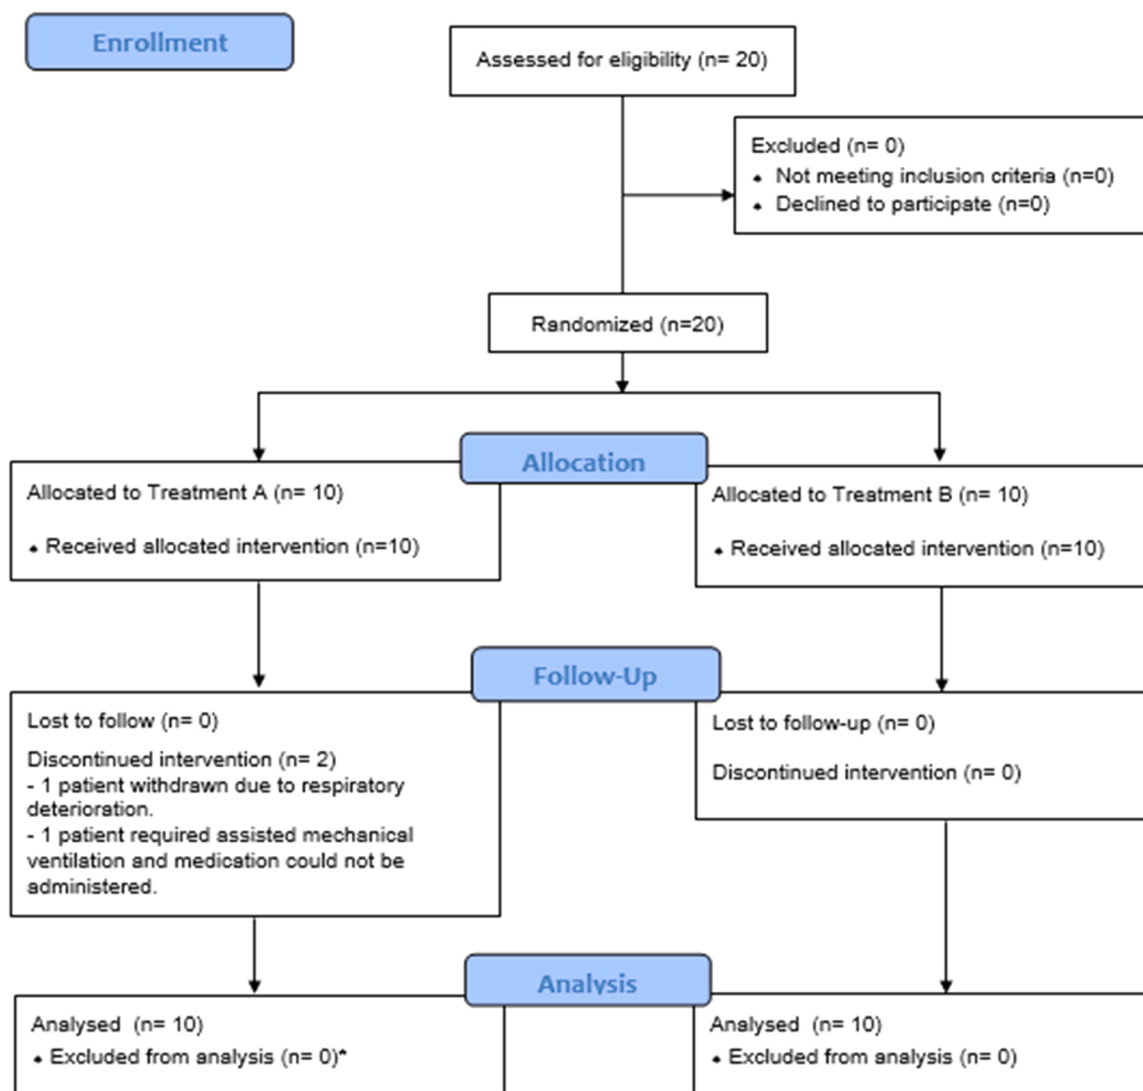 Enrollment
Assessed for eligibility (n= 20)
Excluded (n= 0)
• Not meeting inclusion criteria (n=0)
• Declined to participate (n=0)
Randomized (n=20)
Allocation
Allocated to Treatment A (n= 10)
• Received allocated intervention (n=10)
Allocated to Treatment B (n= 10)
• Received allocated intervention (n=10)
Follow-Up
Lost to follow (n= 0)
Discontinued intervention (n= 2)
- 1 patient withdrawn due to respiratory
deterioration.
- 1 patient required assisted mechanical
ventilation and medication could not be
administered.
Lost to follow-up (n= 0)
Discontinued intervention (n= 0)
Analysis
Analysed (n= 10)
• Excluded from analysis (n= 0)*
Analysed (n= 10)
• Excluded from analysis (n= 0)